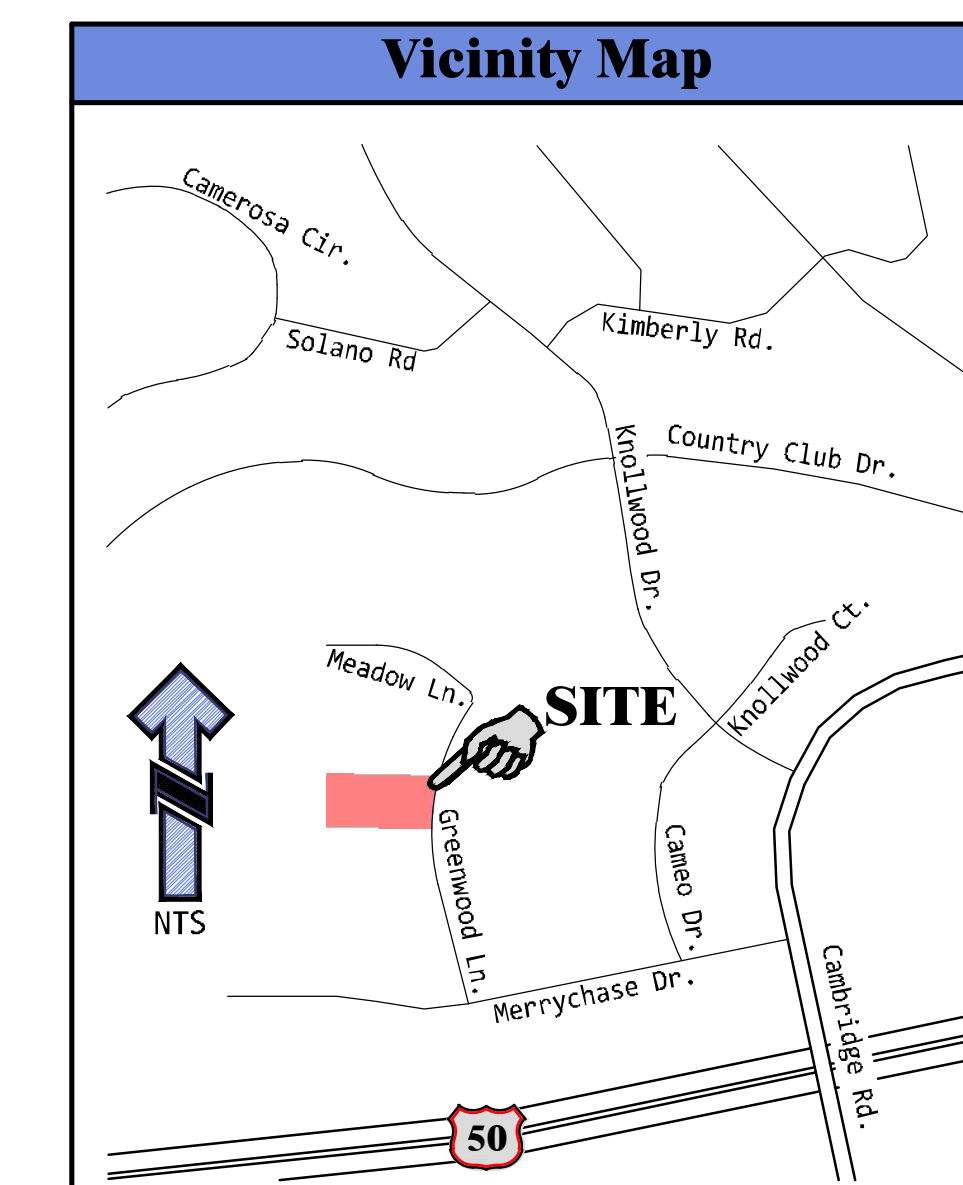 Vicinity Map
Camerosa Cir.
Solano Rd
Kimberly Rd.
Country Club Dr.
Knollwood Dr.
Knollwood Ct.
Meadow Ln.
SITE
Greenwood Ln.
Cameo Dr.
NTS
Merrychase Dr.
Cambridge Rd.
50